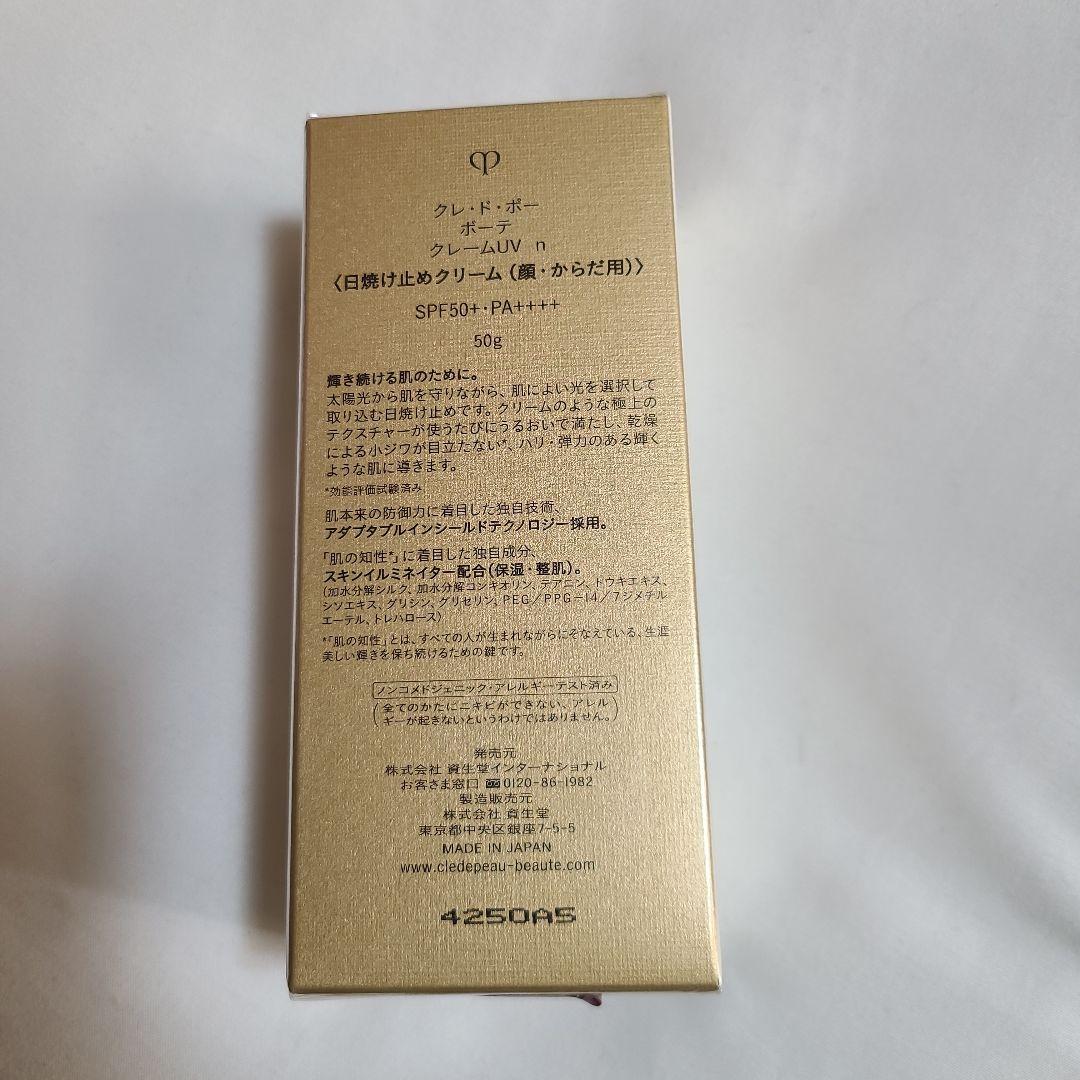 クレ・ド・ポー
ボーテ
クレームUV n
〈日焼け止めクリーム(顔・からだ用)〉
SPF50+・PA++++
50g
輝き続ける肌のために。
太陽光から肌を守りながら、肌によい光を選択して
取り込む日焼け止めです。クリームのような極上の
テクスチャーが使うたびにうるおいで満たし、乾燥
による小ジワが目立たない*、ハリ・弾力のある輝く
ような肌に導きます。
*効能評価試験済み
肌本来の防御力に着目した独自技術、
アダプタブルインシールドテクノロジー採用。
「肌の知性*」に着目した独自成分、
スキンイルミネイター配合(保湿・整肌)。
(加水分解シルク、加水分解コンキオリン、テアニン、トウキエキス、
シソエキス、グリシン、グリセリン、PEG/PPG-14/7ジメチル
エーテル、トレハロース)
*「肌の知性」とは、すべての人が生まれながらにそなえている、生涯
美しい輝きを保ち続けるための鍵です。
ノンコメドジェニック・アレルギーテスト済み
(全てのかたにニキビができない、アレル
ギーが起きないというわけではありません。)
発売元
株式会社 資生堂インターナショナル
お客さま窓口 0120-86-1982
製造販売元
株式会社 資生堂
東京都中央区銀座7-5-5
MADE IN JAPAN
www.cledepeau-beaute.com
4250A5